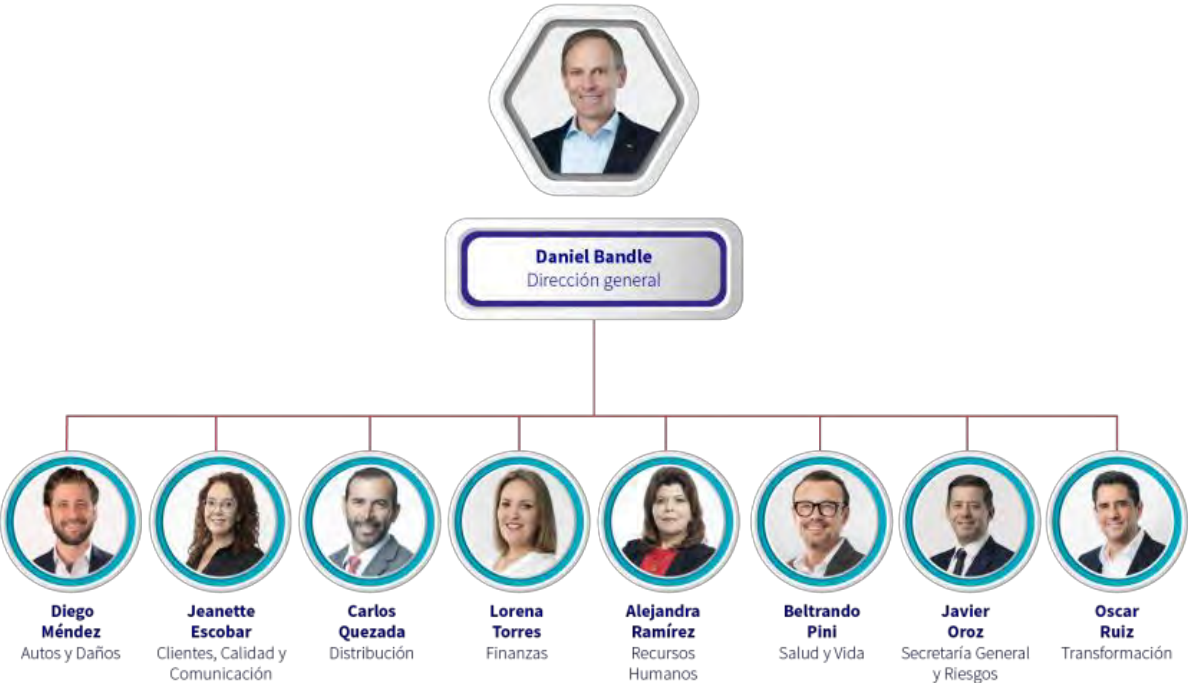 Daniel Bandle
Dirección general
Diego
Méndez
Autos y Daños
Jeanette
Escobar
Clientes, Calidad y
Comunicación
Carlos
Quezada
Distribución
Lorena
Torres
Finanzas
Alejandra
Ramírez
Recursos
Humanos
Beltrando
Pini
Salud y Vida
Javier
Oroz
Secretaría General
y Riesgos
Oscar
Ruiz
Transformación